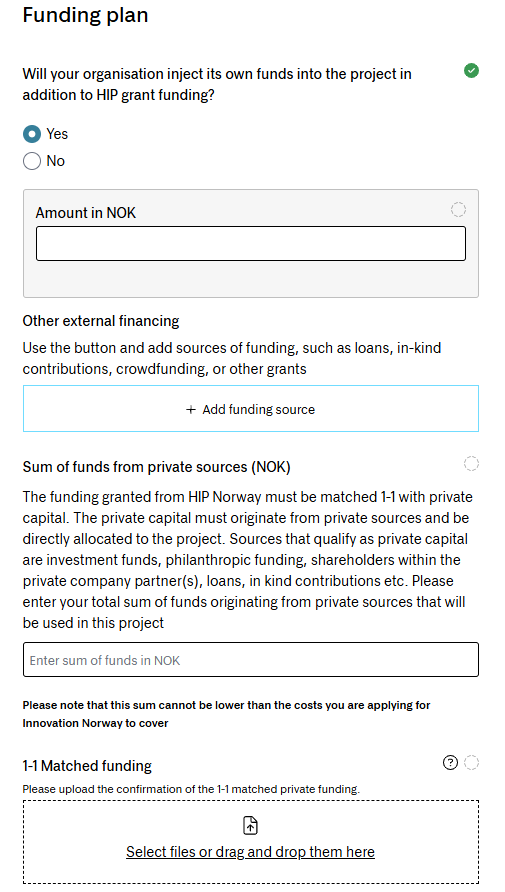 Funding plan
Will your organisation inject its own funds into the project in
addition to HIP grant funding?
Yes
No
Amount in NOK
Other external financing
Use the button and add sources of funding, such as loans, in-kind
contributions, crowdfunding, or other grants
+ Add funding source
Sum of funds from private sources (NOK)
The funding granted from HIP Norway must be matched 1-1 with private
capital. The private capital must originate from private sources and be
directly allocated to the project. Sources that qualify as private capital
are investment funds, philanthropic funding, shareholders within the
private company partner(s), loans, in kind contributions etc. Please
enter your total sum of funds originating from private sources that will
be used in this project
Enter sum of funds in NOK
Please note that this sum cannot be lower than the costs you are applying for
Innovation Norway to cover
1-1 Matched funding
?
Please upload the confirmation of the 1-1 matched private funding.
Select files or drag and drop them here